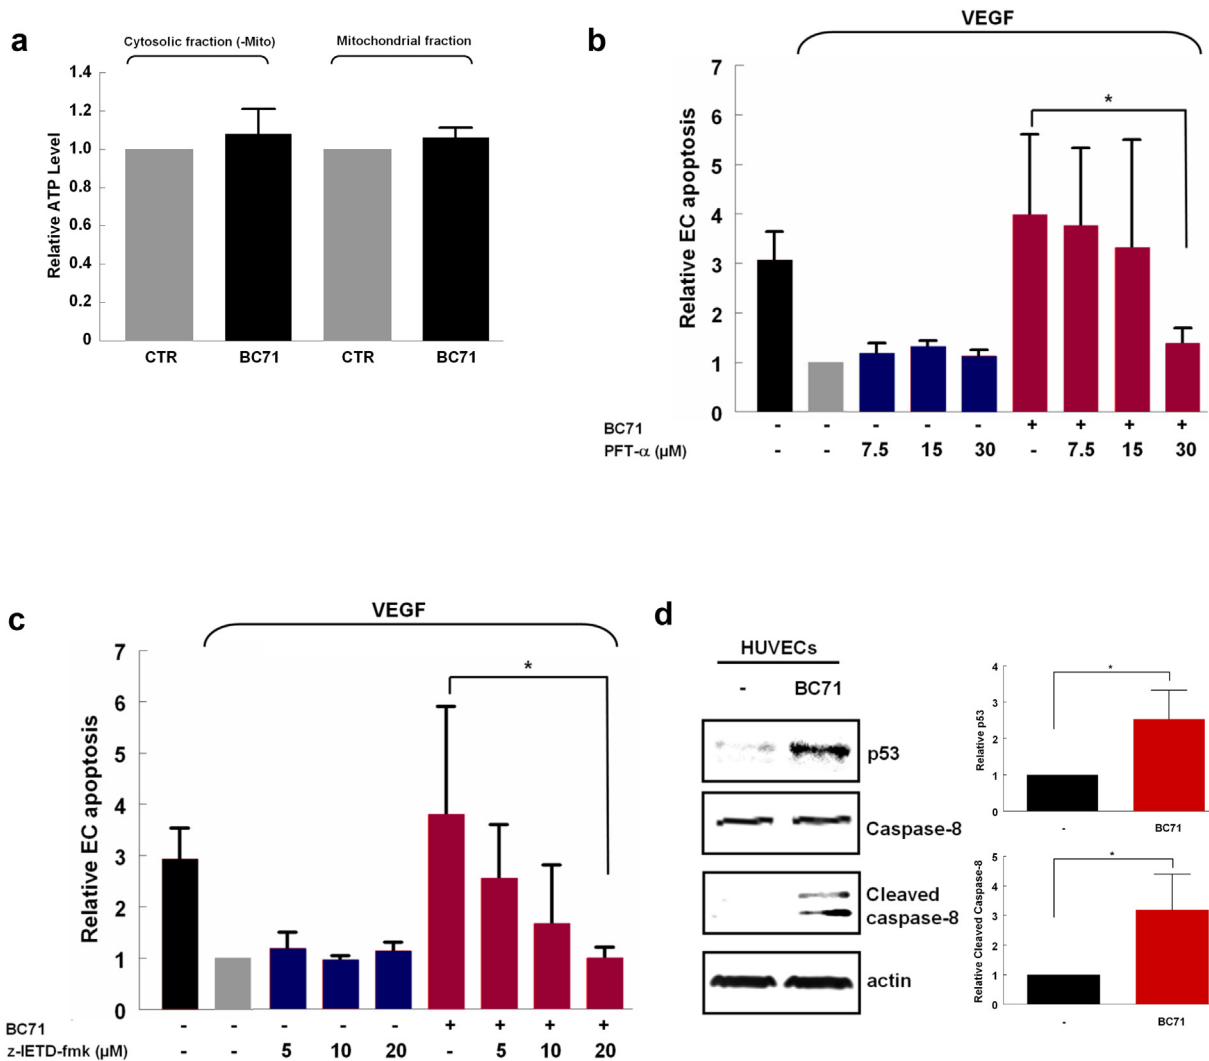 a
Cytosolic fraction (-Mito) Mitochondrial fraction
Relative ATP Level
1.4
1.2
1.0
0.8
0.6
0.4
0.2
0
CTR BC71 CTR BC71
b
VEGF
Relative EC apoptosis
7
6
5
4
3
2
1
0
*
BC71 - - - - - + + + +
PFT-α (µM) - - 7.5 15 30 - 7.5 15 30
c
VEGF
Relative EC apoptosis
7
6
5
4
3
2
1
0
*
BC71 - - - - - + + + +
z-IETD-fmk (µM) - - 5 10 20 - 5 10 20
d
HUVECs
- BC71
p53
Caspase-8
Cleaved
caspase-8
actin
Relative p53
4
3
2
1
0
*
- BC71
Relative Cleaved Caspase-8
5
4
3
2
1
0
*
- BC71